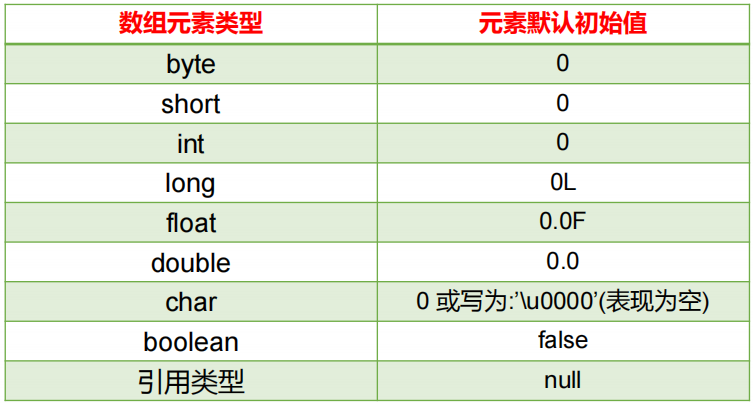 数组元素类型 元素默认初始值
byte 0
short 0
int 0
long 0L
float 0.0F
double 0.0
char 0 或写为:’\u0000’(表现为空)
boolean false
引用类型 null